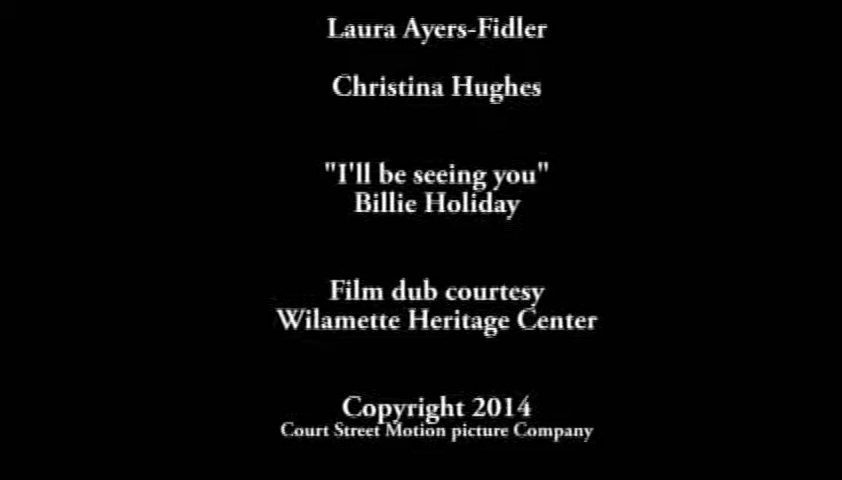 Laura Ayers-Fidler
Christina Hughes
"I'll be seeing you"
Billie Holiday
Film dub courtesy
Wilamette Heritage Center
Copyright 2014
Court Street Motion picture Company